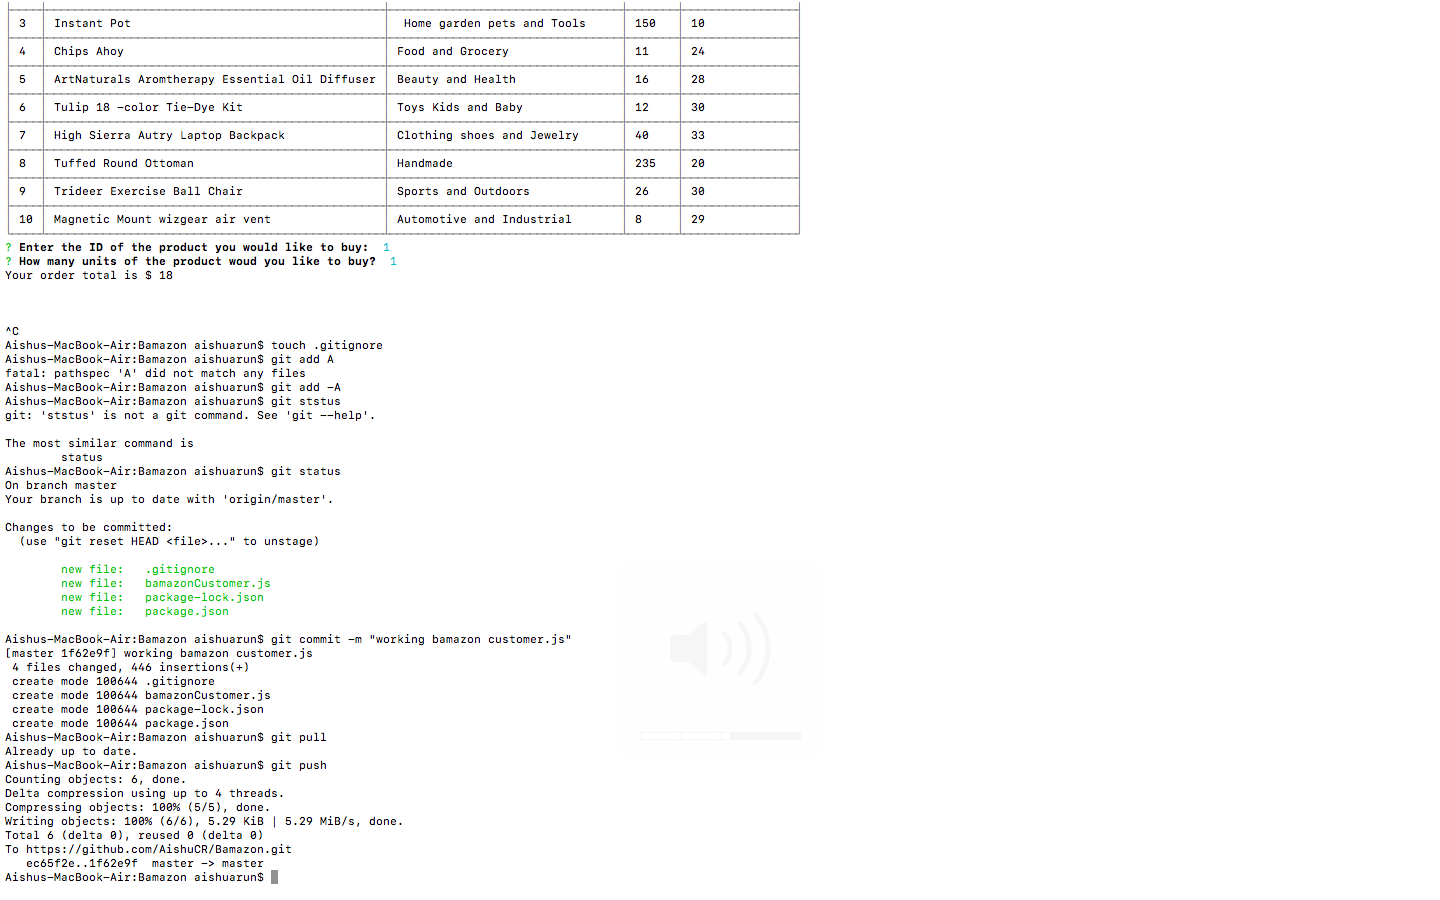 3 Instant Pot Home garden pets and Tools 150 10
4 Chips Ahoy Food and Grocery 11 24
5 ArtNaturals Aromtherapy Essential Oil Diffuser Beauty and Health 16 28
6 Tulip 18 -color Tie-Dye Kit Toys Kids and Baby 12 30
7 High Sierra Autry Laptop Backpack Clothing shoes and Jewelry 40 33
8 Tuffed Round Ottoman Handmade 235 20
9 Trideer Exercise Ball Chair Sports and Outdoors 26 30
10 Magnetic Mount wizgear air vent Automotive and Industrial 8 29
? Enter the ID of the product you would like to buy: 1
? How many units of the product woud you like to buy? 1
Your order total is $ 18
^C
Aishus-MacBook-Air:Bamazon aishuarun$ touch .gitignore
Aishus-MacBook-Air:Bamazon aishuarun$ git add A
fatal: pathspec 'A' did not match any files
Aishus-MacBook-Air:Bamazon aishuarun$ git add -A
Aishus-MacBook-Air:Bamazon aishuarun$ git ststus
git: 'ststus' is not a git command. See 'git --help'.
The most similar command is
status
Aishus-MacBook-Air:Bamazon aishuarun$ git status
On branch master
Your branch is up to date with 'origin/master'.
Changes to be committed:
(use "git reset HEAD <file>..." to unstage)
new file: .gitignore
new file: bamazonCustomer.js
new file: package-lock.json
new file: package.json
Aishus-MacBook-Air:Bamazon aishuarun$ git commit -m "working bamazon customer.js"
[master 1f62e9f] working bamazon customer.js
4 files changed, 446 insertions(+)
create mode 100644 .gitignore
create mode 100644 bamazonCustomer.js
create mode 100644 package-lock.json
create mode 100644 package.json
Aishus-MacBook-Air:Bamazon aishuarun$ git pull
Already up to date.
Aishus-MacBook-Air:Bamazon aishuarun$ git push
Counting objects: 6, done.
Delta compression using up to 4 threads.
Compressing objects: 100% (5/5), done.
Writing objects: 100% (6/6), 5.29 KiB | 5.29 MiB/s, done.
Total 6 (delta 0), reused 0 (delta 0)
To https://github.com/AishuCR/Bamazon.git
ec65f2e..1f62e9f master -> master
Aishus-MacBook-Air:Bamazon aishuarun$